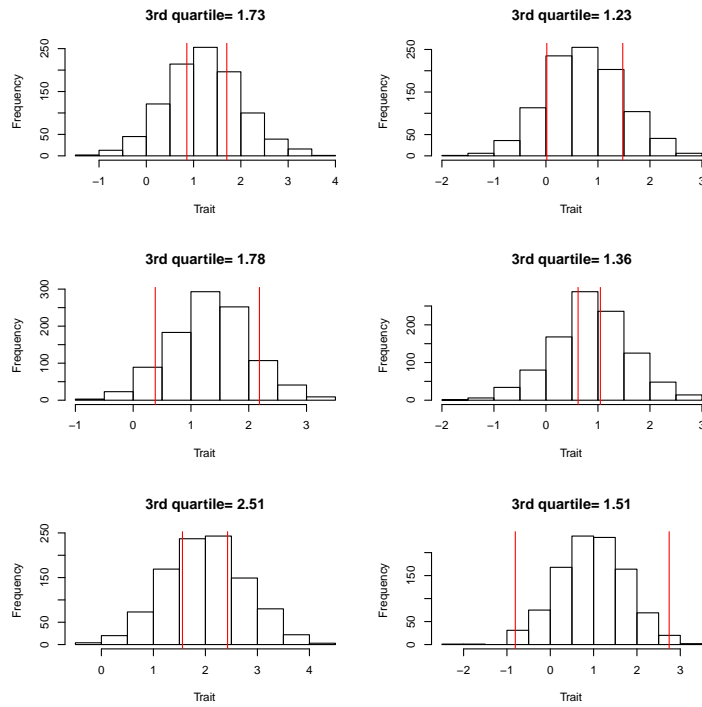 3rd quartile= 1.73
Frequency
0 50 150 250
−1 0 1 2 3 4
Trait
3rd quartile= 1.23
Frequency
0 50 150 250
−2 −1 0 1 2 3
Trait
3rd quartile= 1.78
Frequency
0 100 200 300
−1 0 1 2 3
Trait
3rd quartile= 1.36
Frequency
0 100 200
−2 −1 0 1 2 3
Trait
3rd quartile= 2.51
Frequency
0 50 150 250
0 1 2 3 4
Trait
3rd quartile= 1.51
Frequency
0 50 150
−2 −1 0 1 2 3
Trait